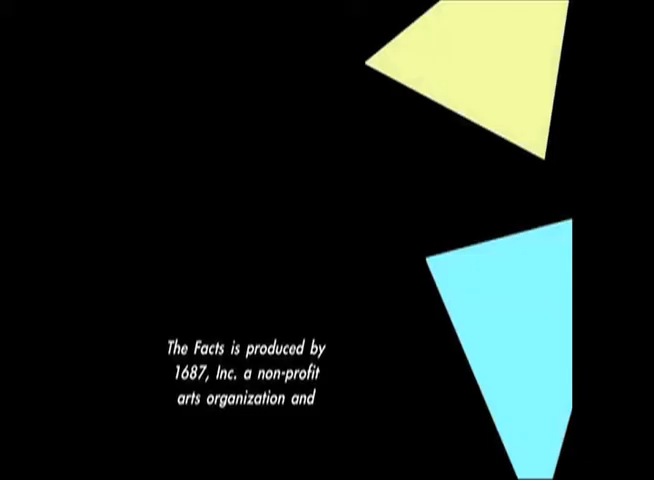 The Facts is produced by
1687, Inc. a non-profit
arts organization and